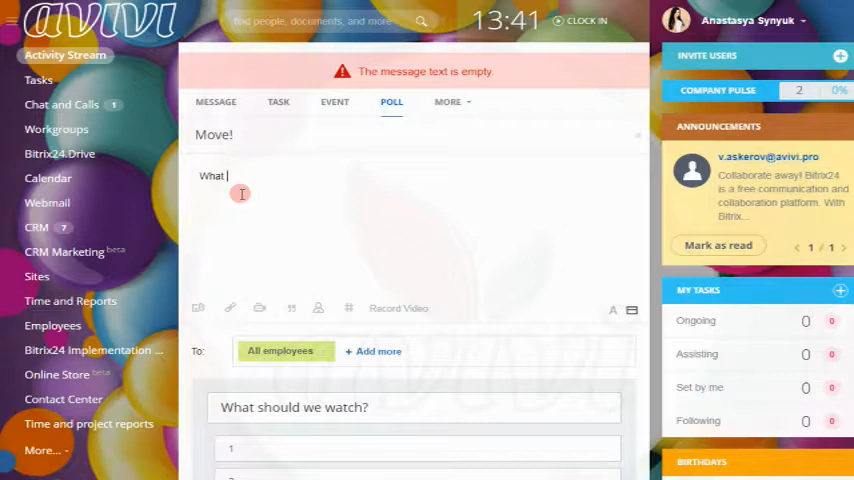 avivi
find people, documents, and more
13:41
CLOCK IN
Anastasya Synyuk
Activity Stream
Tasks
Chat and Calls 1
Workgroups
Bitrix24.Drive
Calendar
Webmail
CRM 7
CRM Marketing beta
Sites
Time and Reports
Employees
Bitrix24 Implementation ...
Online Store beta
Contact Center
Time and project reports
More...
The message text is empty.
MESSAGE TASK EVENT POLL MORE
Move!
What
Record Video
A
To: All employees + Add more
What should we watch?
1
INVITE USERS
COMPANY PULSE 2 0%
ANNOUNCEMENTS
v.askerov@avivi.pro
Collaborate away! Bitrix24
is a free communication and
collaboration platform. With
Bitrix...
Mark as read 1 / 1
MY TASKS
Ongoing 0 0
Assisting 0 0
Set by me 0 0
Following 0 0
BIRTHDAYS